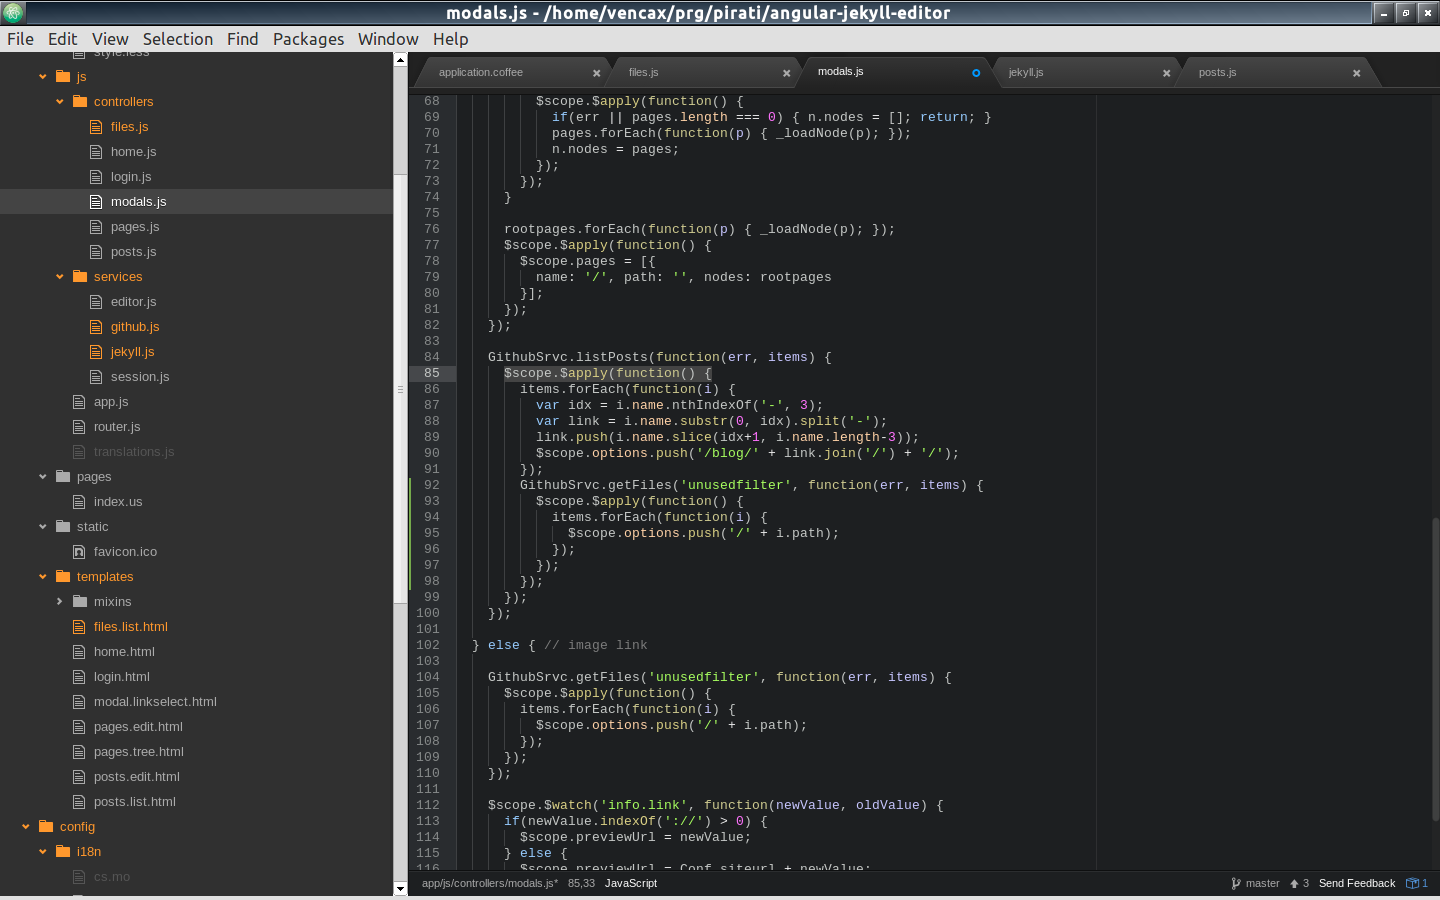 modals.js - /home/vencax/prg/pirati/angular-jekyll-editor
File Edit View Selection Find Packages Window Help
style.less
js
controllers
files.js
home.js
login.js
modals.js
pages.js
posts.js
services
editor.js
github.js
jekyll.js
session.js
app.js
router.js
translations.js
pages
index.us
static
favicon.ico
templates
mixins
files.list.html
home.html
login.html
modal.linkselect.html
pages.edit.html
pages.tree.html
posts.edit.html
posts.list.html
config
i18n
cs.mo
application.coffee files.js modals.js jekyll.js posts.js
68 $scope.$apply(function() {
69 if(err || pages.length === 0) { n.nodes = []; return; }
70 pages.forEach(function(p) { _loadNode(p); });
71 n.nodes = pages;
72 });
73 });
74 }
75
76 rootpages.forEach(function(p) { _loadNode(p); });
77 $scope.$apply(function() {
78 $scope.pages = [{
79 name: '/', path: '', nodes: rootpages
80 }];
81 });
82 });
83
84 GithubSrvc.listPosts(function(err, items) {
85 $scope.$apply(function() {
86 items.forEach(function(i) {
87 var idx = i.name.nthIndexOf('-', 3);
88 var link = i.name.substr(0, idx).split('-');
89 link.push(i.name.slice(idx+1, i.name.length-3));
90 $scope.options.push('/blog/' + link.join('/') + '/');
91 });
92 GithubSrvc.getFiles('unusedfilter', function(err, items) {
93 $scope.$apply(function() {
94 items.forEach(function(i) {
95 $scope.options.push('/' + i.path);
96 });
97 });
98 });
99 });
100 });
101
102 } else { // image link
103
104 GithubSrvc.getFiles('unusedfilter', function(err, items) {
105 $scope.$apply(function() {
106 items.forEach(function(i) {
107 $scope.options.push('/' + i.path);
108 });
109 });
110 });
111
112 $scope.$watch('info.link', function(newValue, oldValue) {
113 if(newValue.indexOf('://') > 0) {
114 $scope.previewUrl = newValue;
115 } else {
116 $scope.previewUrl = Conf.siteurl + newValue;
app/js/controllers/modals.js* 85,33 JavaScript master 3 Send Feedback 1